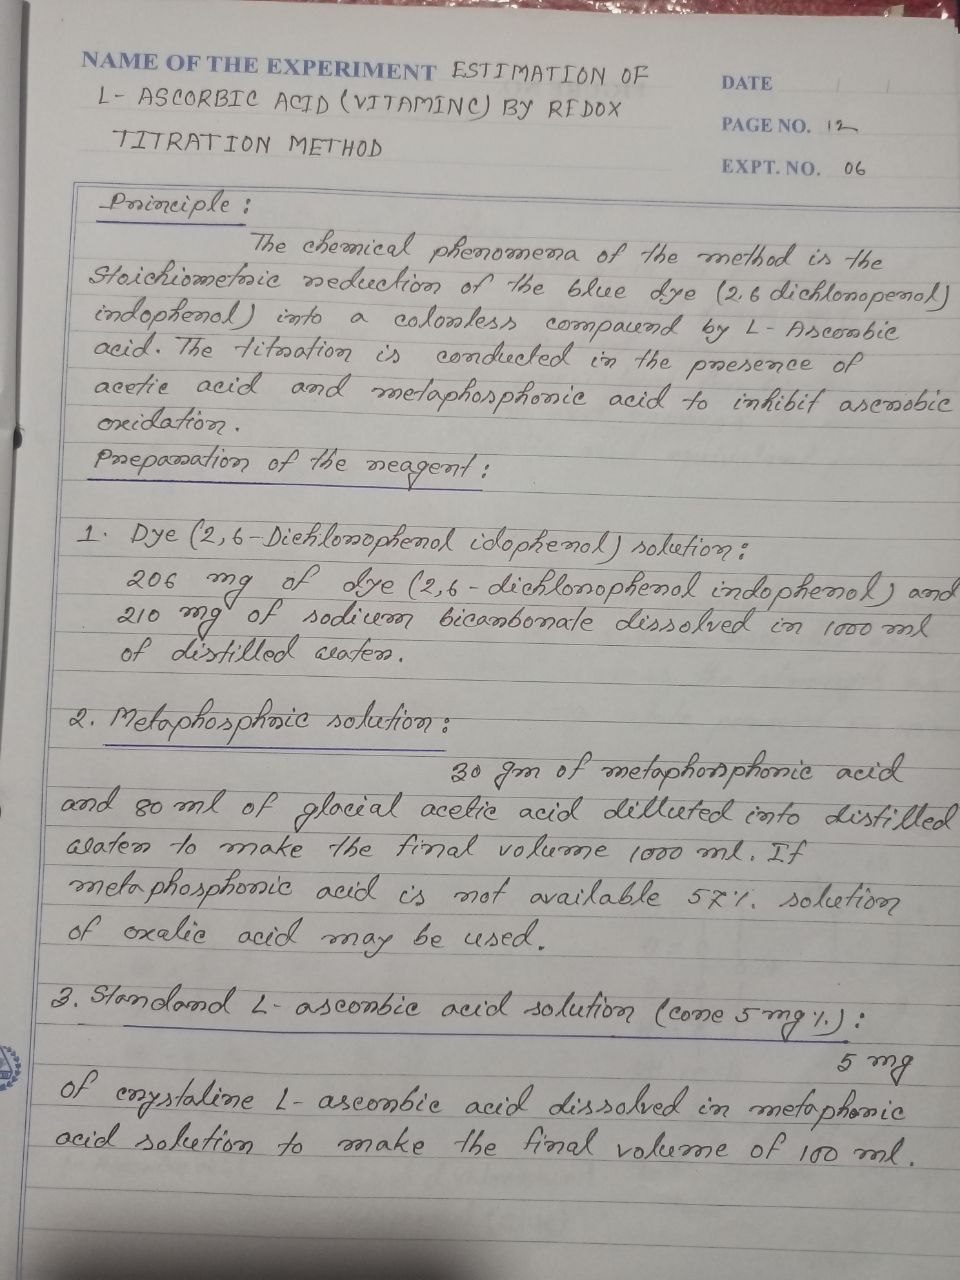 NAME OF THE EXPERIMENT ESTIMATION OF
L- ASCORBIC ACID (VITAMINC) BY REDOX
TITRATION METHOD
DATE
PAGE NO. 12
EXPT. NO. 06
Principle :
The chemical phenomena of the method is the
Stoichiometric reduction of the blue dye (2,6 dichloropenol)
indophenol) into a colorless compaund by L- Ascorbic
acid. The titration is conducted in the presence of
acetic acid and metaphosphoric acid to inhibit ascrobic
oxidation.
Preparation of the reagent :
1. Dye (2,6-Dichlorophenol idophenol) solution :
206 mg of dye (2,6 - dichlorophenol indophenol) and
210 mg of sodium bicarbonate dissolved in 1000 ml
of distilled water.
2. Metaphosphric solution :
30 gm of metaphorsphoric acid
and 80 ml of glacial acetic acid diluted into distilled
water to make the final volume 1000 ml. If
metaphosphoric acid is not available %. solution
of oxalic acid may be used.
3. Standard L- ascorbic acid solution (conc 5 mg %.) :
5 mg
of crystaline L- ascorbic acid dissolved in metaphoric
acid solution to make the final volume of 100 ml.